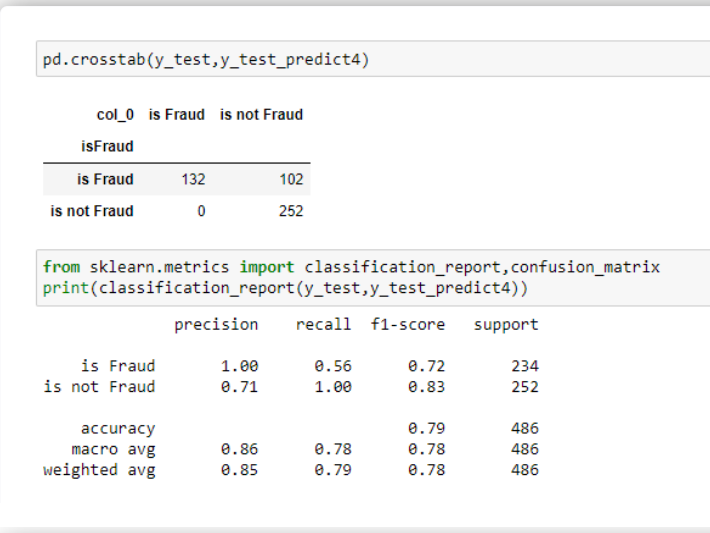 pd.crosstab(y_test,y_test_predict4)
col_0 is Fraud is not Fraud
isFraud
is Fraud 132 102
is not Fraud 0 252
from sklearn.metrics import classification_report,confusion_matrix
print(classification_report(y_test,y_test_predict4))
precision recall f1-score support
is Fraud 1.00 0.56 0.72 234
is not Fraud 0.71 1.00 0.83 252
accuracy 0.79 486
macro avg 0.86 0.78 0.78 486
weighted avg 0.85 0.79 0.78 486